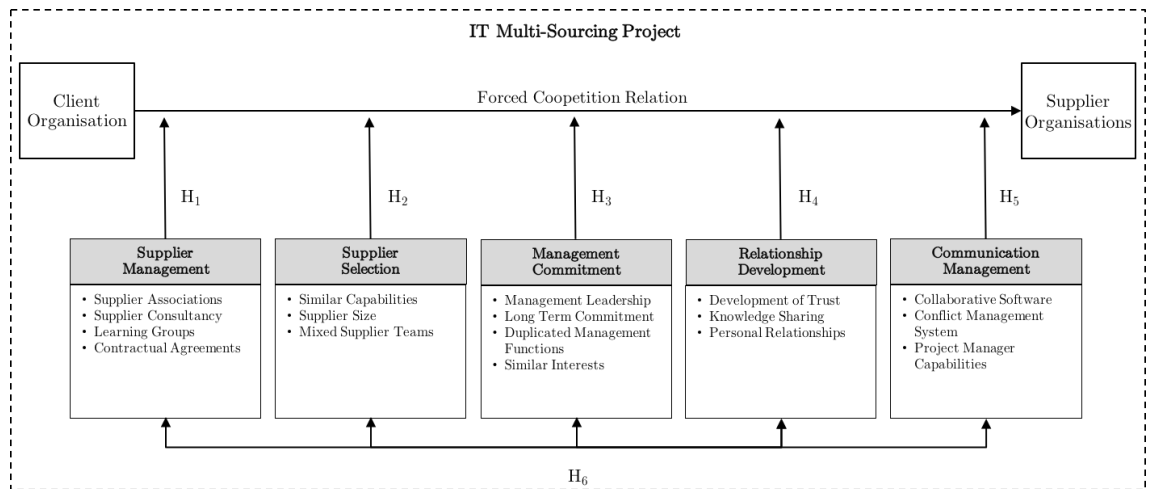 IT Multi-Sourcing Project
Client
Organisation
Forced Coopetition Relation
Supplier
Organisations
H1
H2
H3
H4
H5
Supplier
Management
• Supplier Associations
• Supplier Consultancy
• Learning Groups
• Contractual Agreements
Supplier
Selection
• Similar Capabilities
• Supplier Size
• Mixed Supplier Teams
Management
Commitment
• Management Leadership
• Long Term Commitment
• Duplicated Management
Functions
• Similar Interests
Relationship
Development
• Development of Trust
• Knowledge Sharing
• Personal Relationships
Communication
Management
• Collaborative Software
• Conflict Management
System
• Project Manager
Capabilities
H6